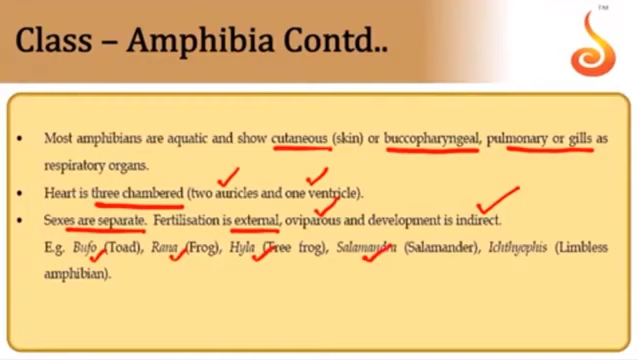 Class – Amphibia Contd..
TM
• Most amphibians are aquatic and show cutaneous (skin) or buccopharyngeal, pulmonary or gills as
respiratory organs.
• Heart is three chambered (two auricles and one ventricle).
• Sexes are separate. Fertilisation is external, oviparous and development is indirect.
E.g. Bufo (Toad), Rana (Frog), Hyla (Tree frog), Salamandra (Salamander), Ichthyophis (Limbless
amphibian).